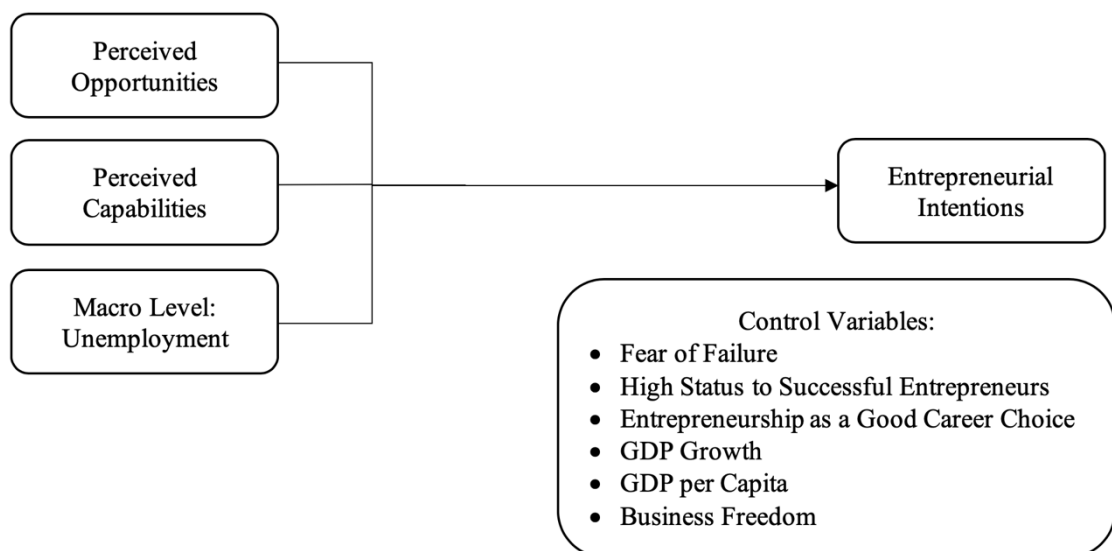 Perceived
Opportunities
Perceived
Capabilities
Macro Level:
Unemployment
Entrepreneurial
Intentions
Control Variables:
• Fear of Failure
• High Status to Successful Entrepreneurs
• Entrepreneurship as a Good Career Choice
• GDP Growth
• GDP per Capita
• Business Freedom